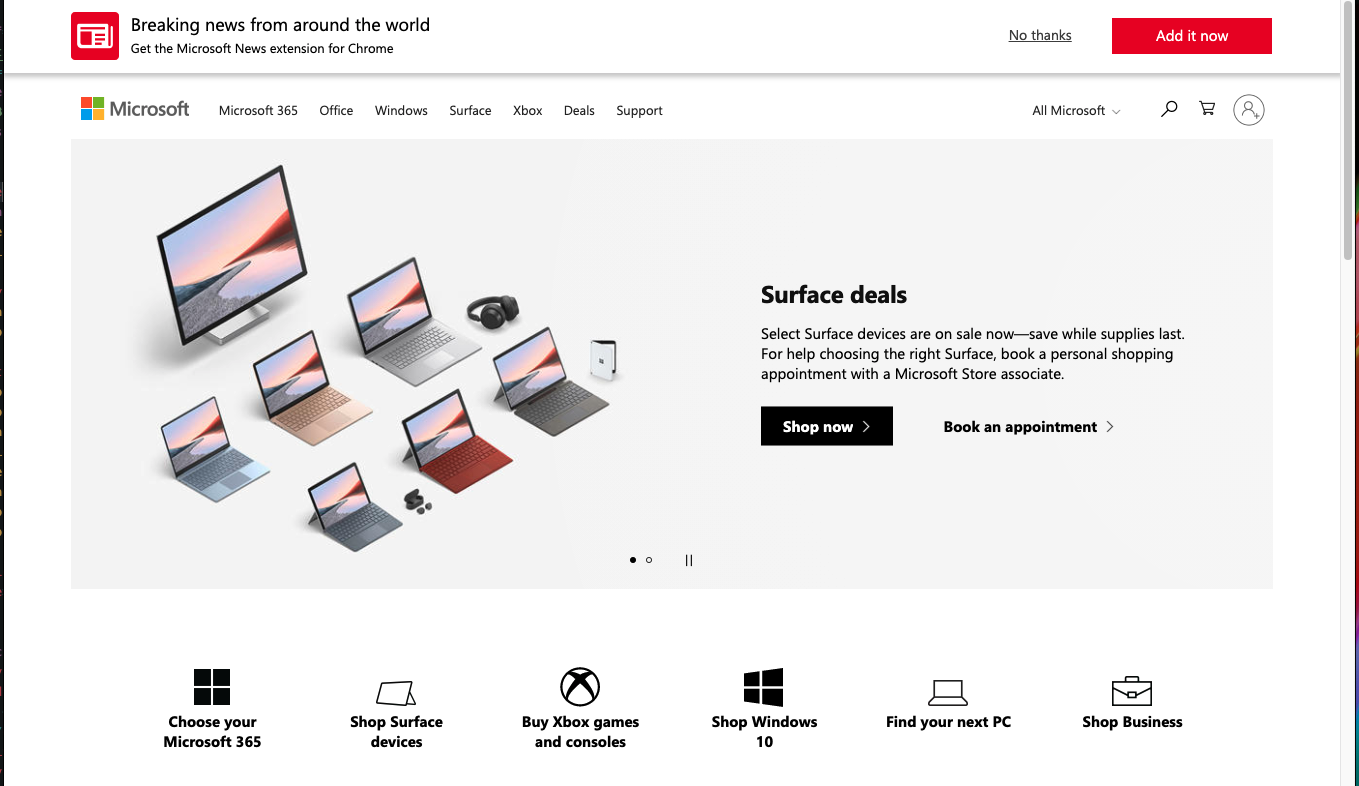 Breaking news from around the world
Get the Microsoft News extension for Chrome
No thanks
Add it now
Microsoft
Microsoft 365
Office
Windows
Surface
Xbox
Deals
Support
All Microsoft
Surface deals
Select Surface devices are on sale now—save while supplies last.
For help choosing the right Surface, book a personal shopping
appointment with a Microsoft Store associate.
Shop now
Book an appointment
Choose your
Microsoft 365
Shop Surface
devices
Buy Xbox games
and consoles
Shop Windows
10
Find your next PC
Shop Business